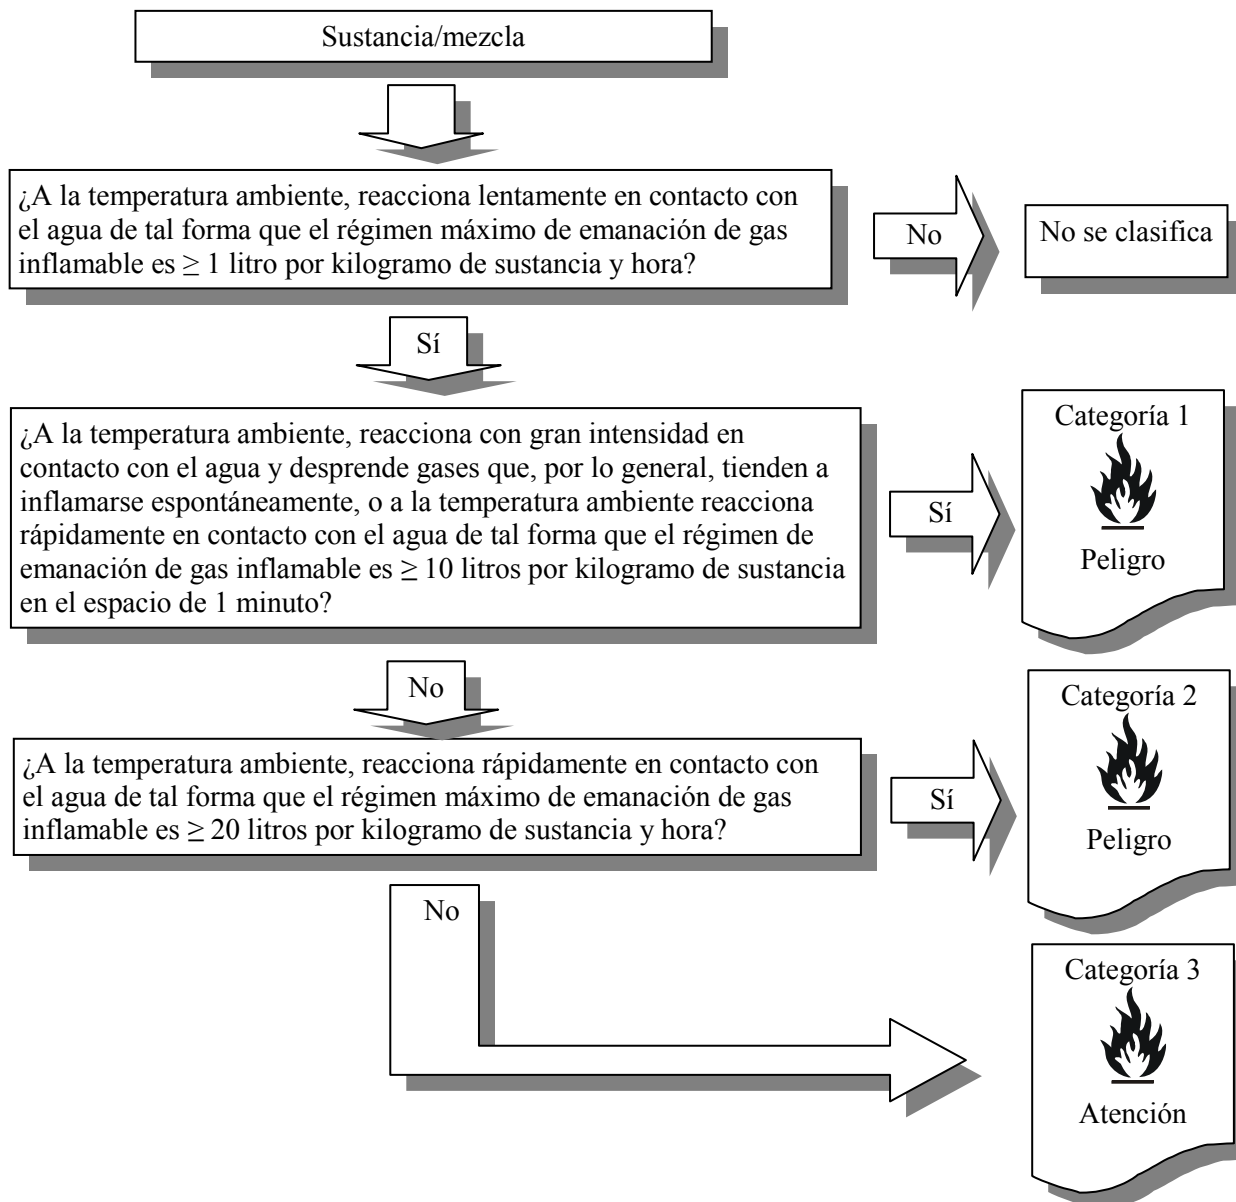 Sustancia/mezcla
¿A la temperatura ambiente, reacciona lentamente en contacto con
el agua de tal forma que el régimen máximo de emanación de gas
inflamable es ≥ 1 litro por kilogramo de sustancia y hora?
No
No se clasifica
Sí
¿A la temperatura ambiente, reacciona con gran intensidad en
contacto con el agua y desprende gases que, por lo general, tienden a
inflamarse espontáneamente, o a la temperatura ambiente reacciona
rápidamente en contacto con el agua de tal forma que el régimen de
emanación de gas inflamable es ≥ 10 litros por kilogramo de sustancia
en el espacio de 1 minuto?
Sí
Categoría 1
Peligro
No
¿A la temperatura ambiente, reacciona rápidamente en contacto con
el agua de tal forma que el régimen máximo de emanación de gas
inflamable es ≥ 20 litros por kilogramo de sustancia y hora?
Sí
Categoría 2
Peligro
No
Categoría 3
Atención